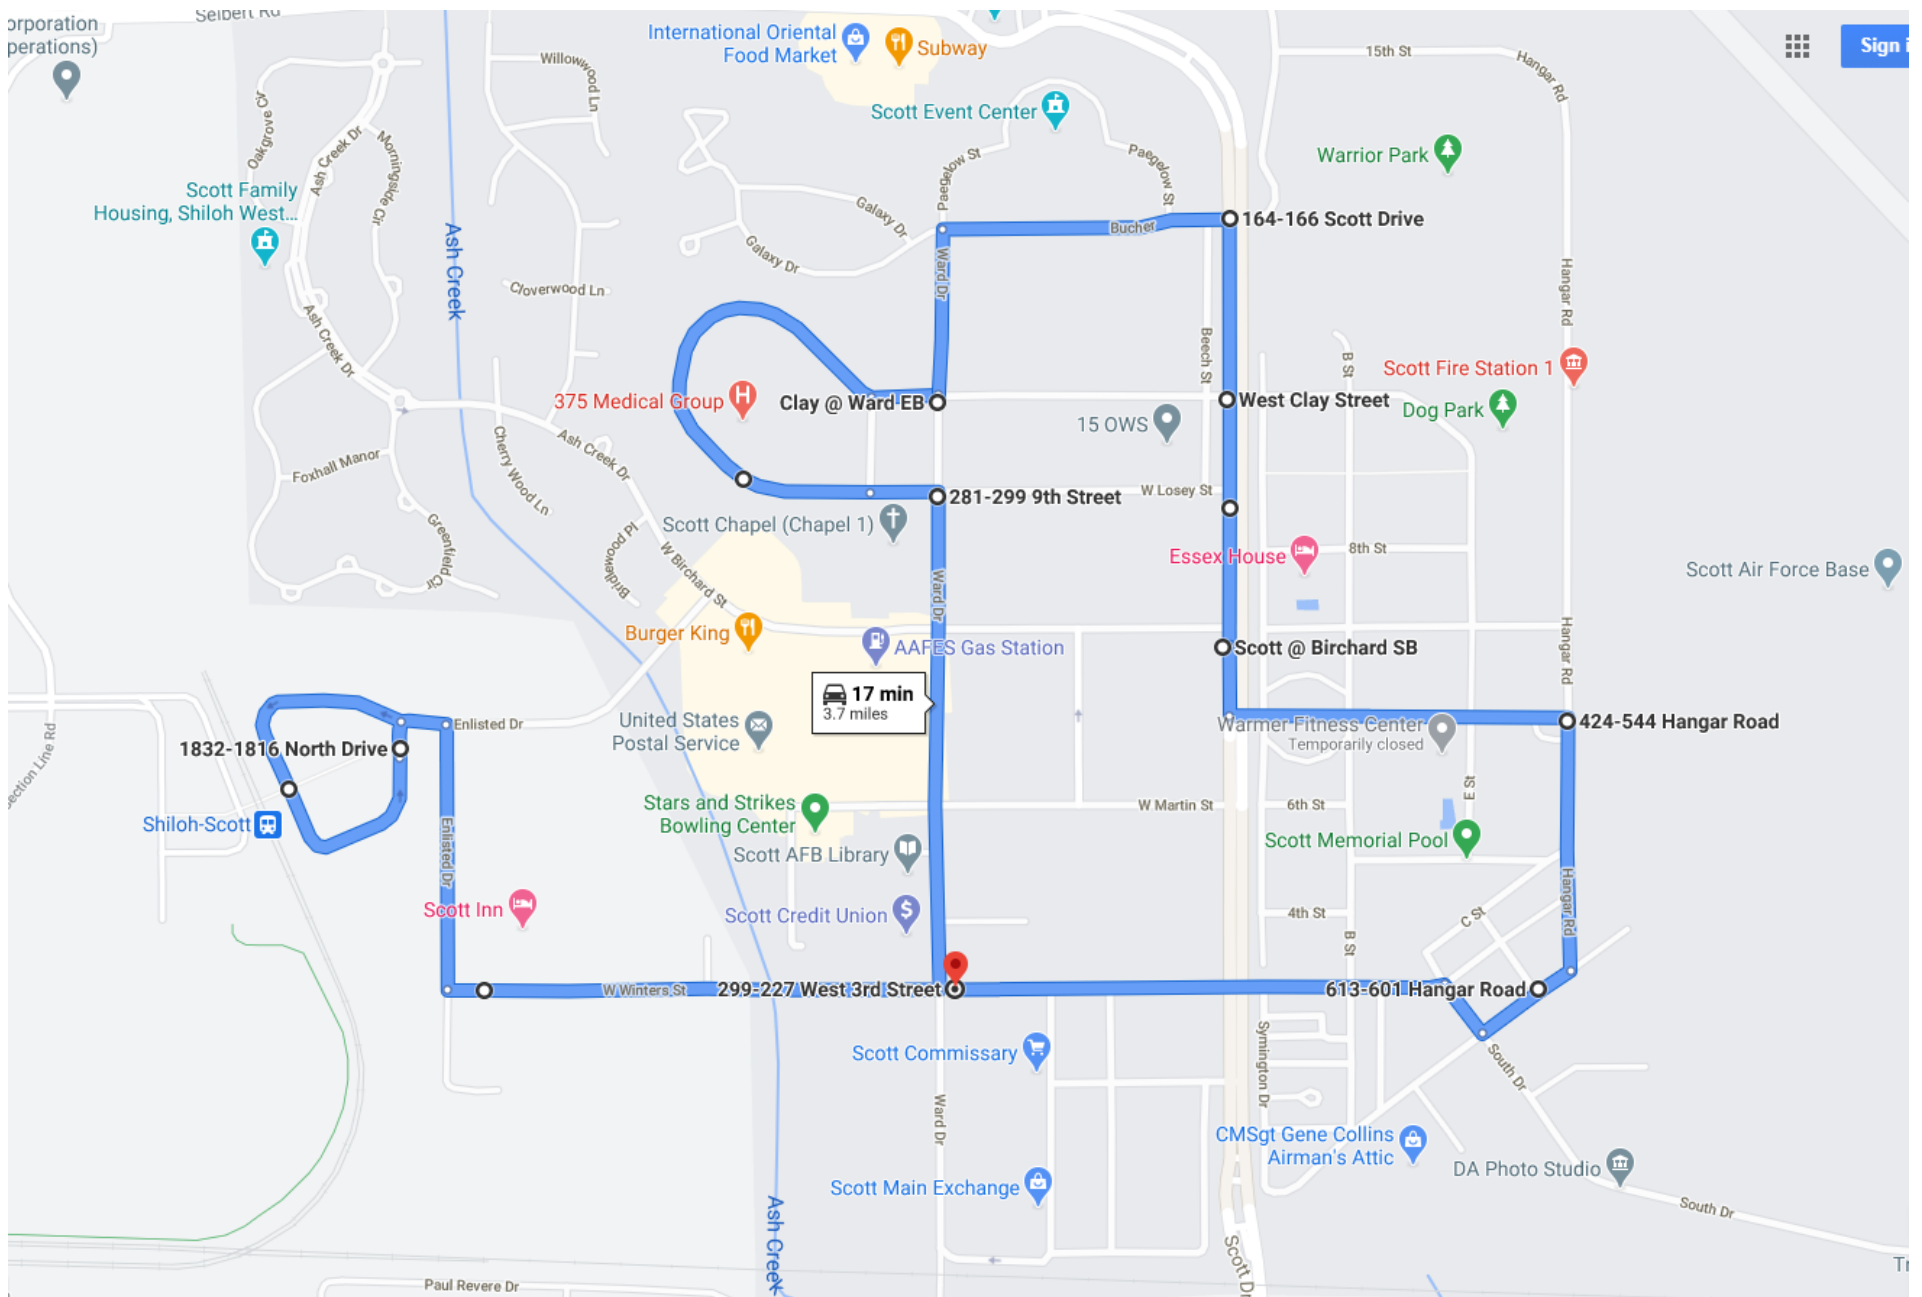 orporation
perations)
Seibert Rd
International Oriental
Food Market
Subway
15th St
Hangar Rd
Sign i
Willowwood Ln
Oakgrove Cir
Ash Creek Dr
Morningside Cir
Scott Event Center
Paegelow St
Paegelow St
Warrior Park
Scott Family
Housing, Shiloh West...
Galaxy Dr
Galaxy Dr
Bucher
164-166 Scott Drive
Ash Creek
Cloverwood Ln
Ward Dr
Hangar Rd
Ash Creek Dr
Beech St
B St
Scott Fire Station 1
375 Medical Group
Clay @ Ward EB
West Clay Street
Dog Park
15 OWS
Cherry Wood Ln
Ash Creek Dr
Foxhall Manor
281-299 9th Street
W Losey St
Scott Chapel (Chapel 1)
Greenfield Cir
Bridlewood Pl
W Birchard St
Ward Dr
Essex House
8th St
Scott Air Force Base
Burger King
AAFES Gas Station
Scott @ Birchard SB
Hangar Rd
17 min
3.7 miles
Enlisted Dr
United States
Postal Service
Warmer Fitness Center
Temporarily closed
424-544 Hangar Road
1832-1816 North Drive
ection Line Rd
Shiloh-Scott
Enlisted Dr
Stars and Strikes
Bowling Center
W Martin St
6th St
E St
Scott Memorial Pool
Scott AFB Library
Scott Inn
Scott Credit Union
4th St
B St
C St
Hangar Rd
W Winters St
299-227 West 3rd Street
613-601 Hangar Road
Scott Commissary
Symington Dr
South Dr
Ward Dr
CMSgt Gene Collins
Airman's Attic
DA Photo Studio
Scott Main Exchange
South Dr
Ash Creek
Scott Dr
Tr
Paul Revere Dr